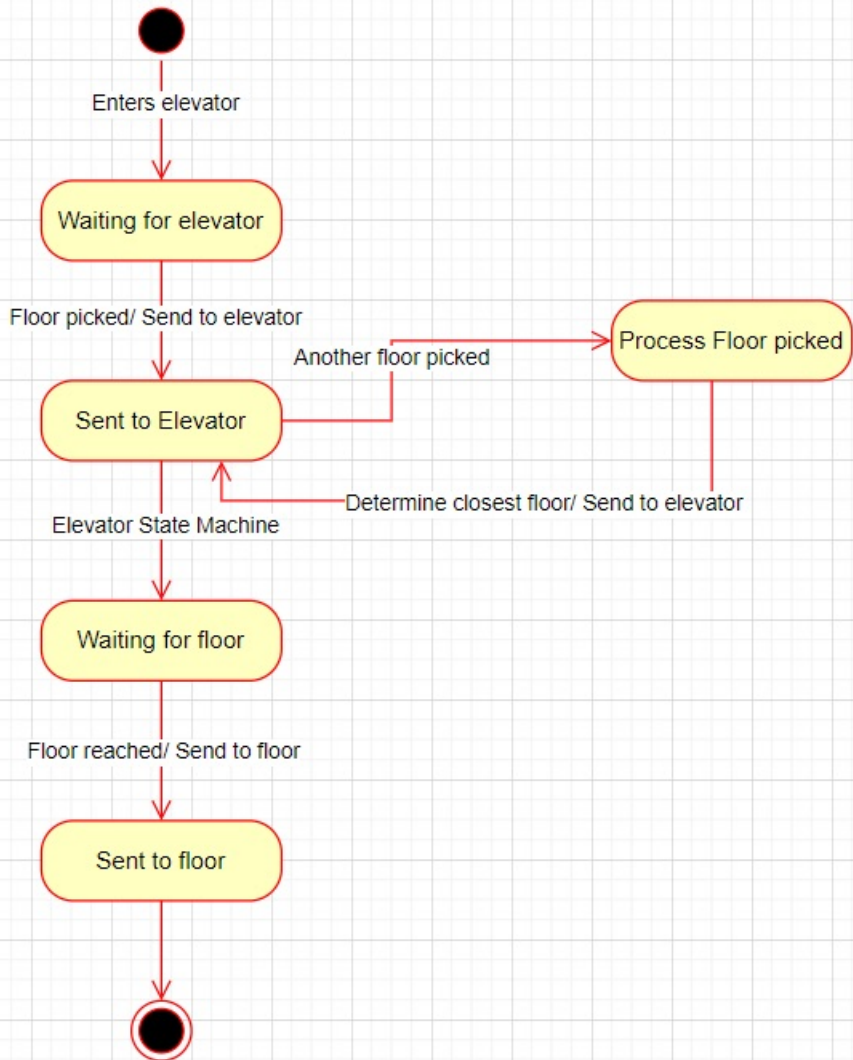 Enters elevator
Waiting for elevator
Floor picked/ Send to elevator
Process Floor picked
Another floor picked
Sent to Elevator
Determine closest floor/ Send to elevator
Elevator State Machine
Waiting for floor
Floor reached/ Send to floor
Sent to floor